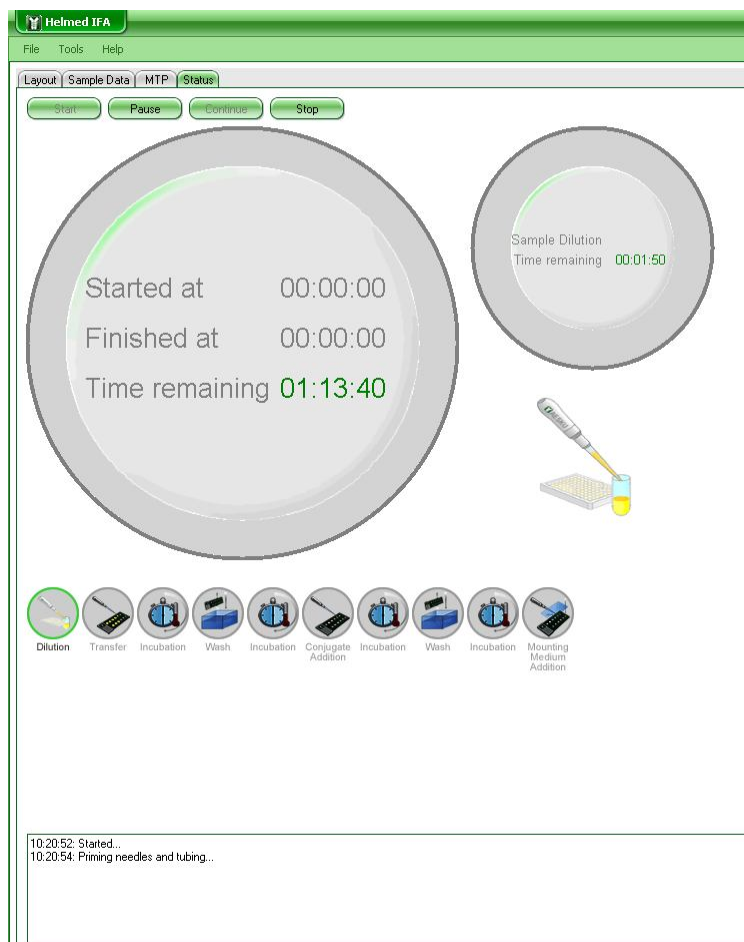 Helmed IFA
File Tools Help
Layout Sample Data MTP Status
Start Pause Continue Stop
Started at 00:00:00
Finished at 00:00:00
Time remaining 01:13:40
Sample Dilution
Time remaining 00:01:50
Dilution Transfer Incubation Wash Incubation Conjugate Addition Incubation Wash Incubation Mounting Medium Addition
10:20:52: Started...
10:20:54: Priming needles and tubing...